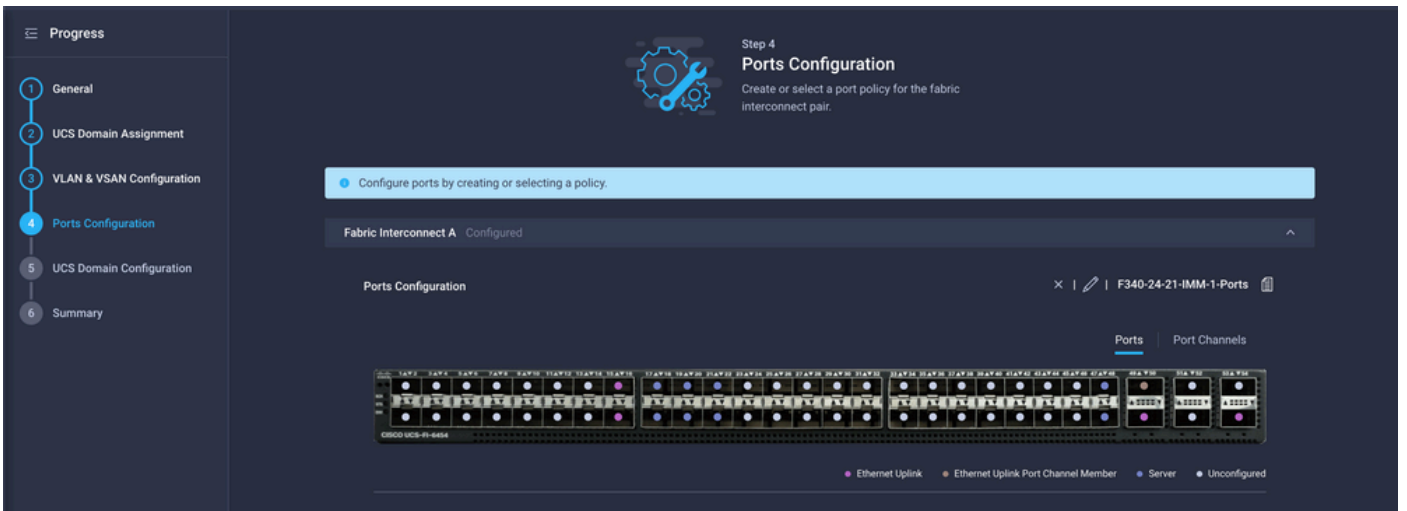 Progress
1 General
2 UCS Domain Assignment
3 VLAN & VSAN Configuration
4 Ports Configuration
5 UCS Domain Configuration
6 Summary
Step 4
Ports Configuration
Create or select a port policy for the fabric
interconnect pair.
Configure ports by creating or selecting a policy.
Fabric Interconnect A Configured
Ports Configuration
F340-24-21-IMM-1-Ports
Ports
Port Channels
CISCO UCS-FI-6454
Ethernet Uplink
Ethernet Uplink Port Channel Member
Server
Unconfigured